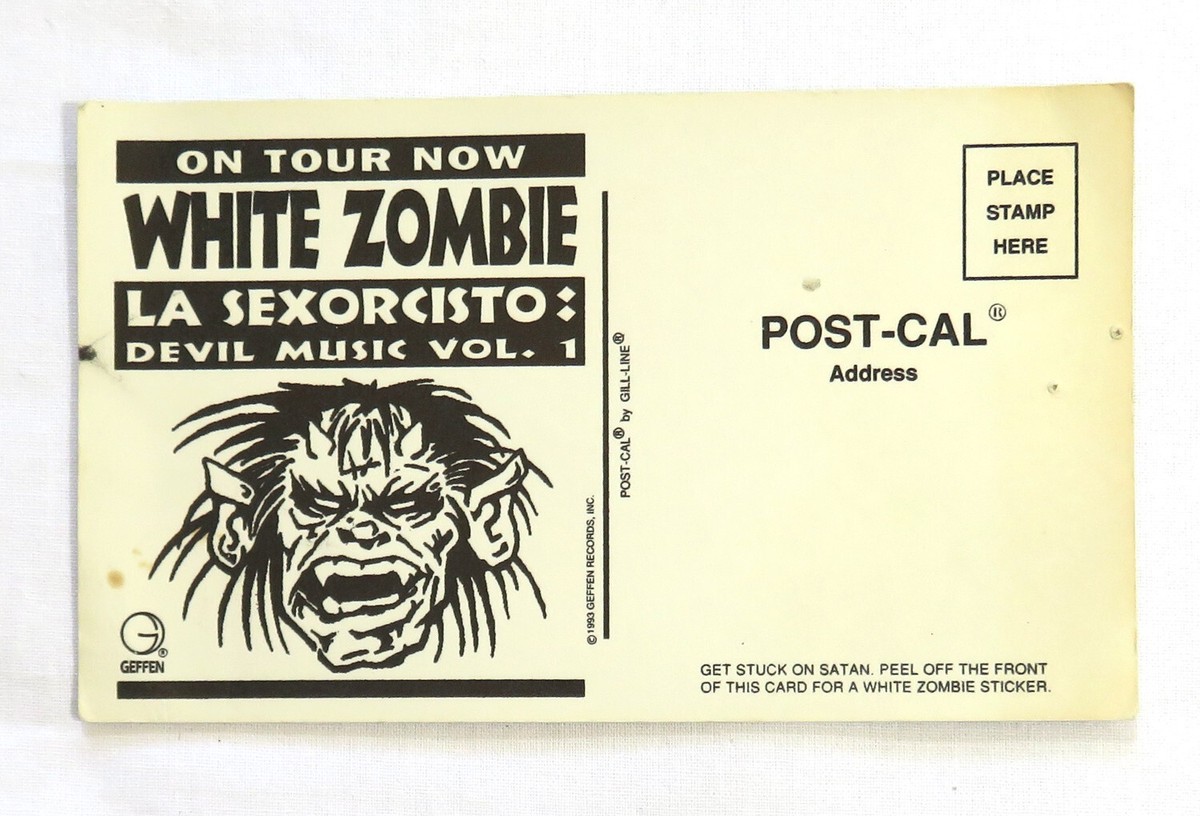 ON TOUR NOW
WHITE ZOMBIE
LA SEXORCISTO:
DEVIL MUSIC VOL. 1
GEFFEN®
©1993 GEFFEN RECORDS, INC.
POST-CAL® by GILL-LINE®
PLACE
STAMP
HERE
POST-CAL®
Address
GET STUCK ON SATAN. PEEL OFF THE FRONT
OF THIS CARD FOR A WHITE ZOMBIE STICKER.